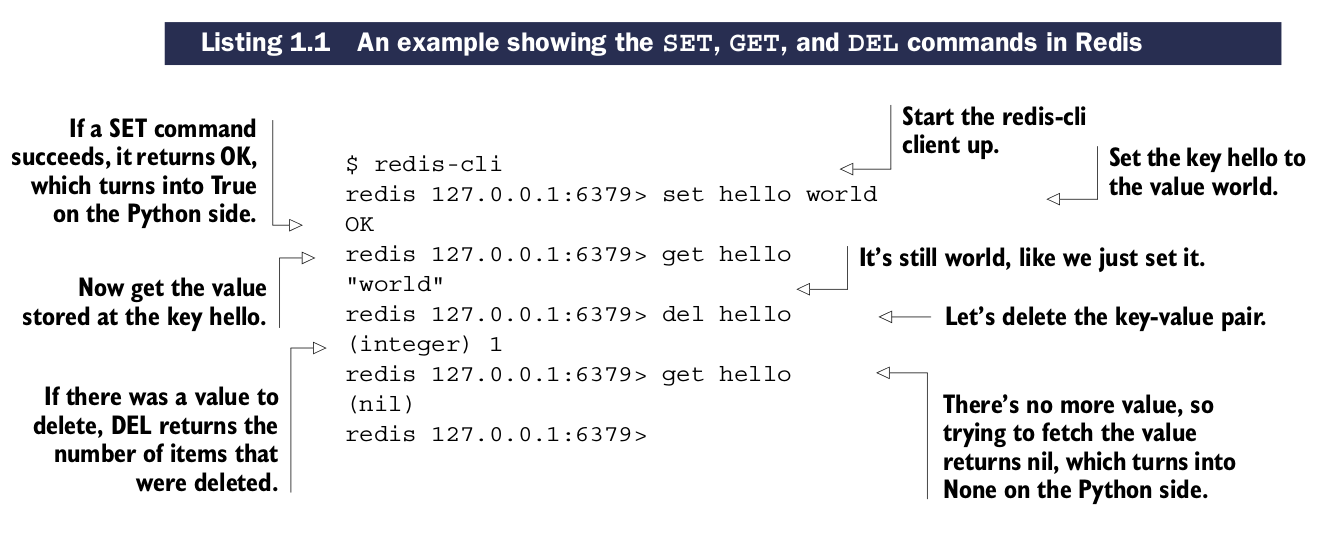 Listing 1.1 An example showing the SET, GET, and DEL commands in Redis
If a SET command
succeeds, it returns OK,
which turns into True
on the Python side.
Now get the value
stored at the key hello.
If there was a value to
delete, DEL returns the
number of items that
were deleted.
$ redis-cli
redis 127.0.0.1:6379> set hello world
OK
redis 127.0.0.1:6379> get hello
"world"
redis 127.0.0.1:6379> del hello
(integer) 1
redis 127.0.0.1:6379> get hello
(nil)
redis 127.0.0.1:6379>
Start the redis-cli
client up.
Set the key hello to
the value world.
It's still world, like we just set it.
Let's delete the key-value pair.
There's no more value, so
trying to fetch the value
returns nil, which turns into
None on the Python side.